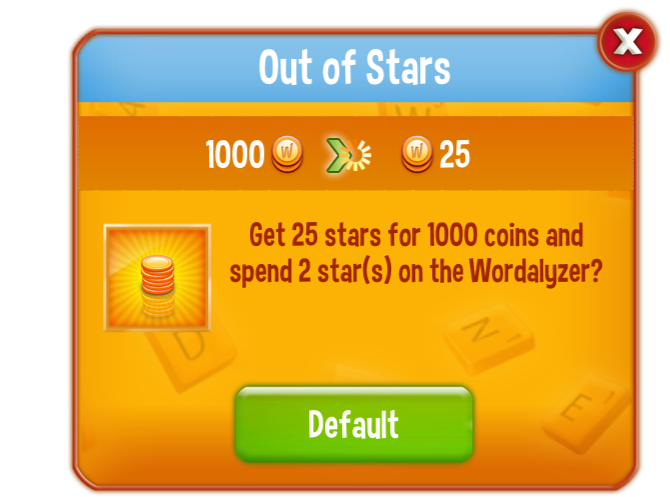 X
Out of Stars
1000 W W 25
Get 25 stars for 1000 coins and
spend 2 star(s) on the Wordalyzer?
W
D
N
E
Default